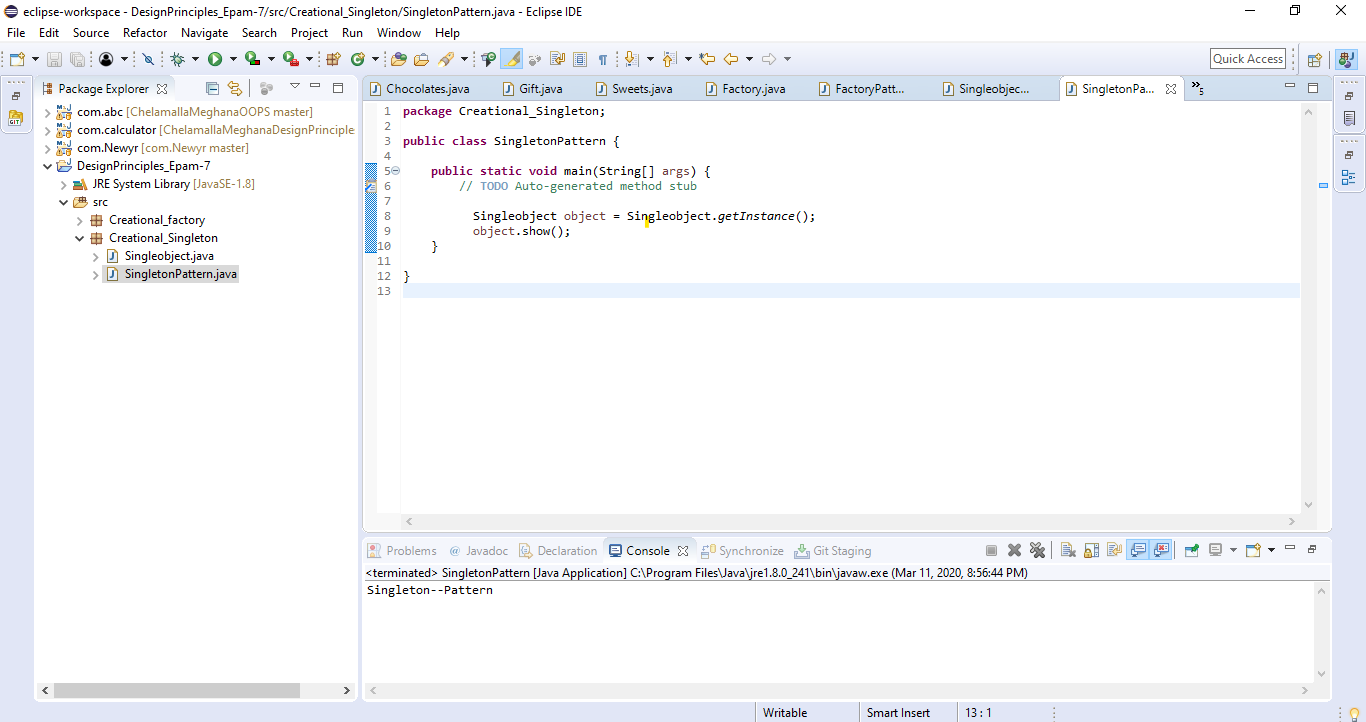 eclipse-workspace - DesignPrinciples_Epam-7/src/Creational_Singleton/SingletonPattern.java - Eclipse IDE
File Edit Source Refactor Navigate Search Project Run Window Help
Quick Access
Package Explorer
com.abc [ChelamallaMeghanaOOPS master]
com.calculator [ChelamallaMeghanaDesignPrinciple
com.Newyr [com.Newyr master]
DesignPrinciples_Epam-7
JRE System Library [JavaSE-1.8]
src
Creational_factory
Creational_Singleton
Singleobject.java
SingletonPattern.java
Chocolates.java Gift.java Sweets.java Factory.java FactoryPatt... Singleobjec... SingletonPa... »5
1 package Creational_Singleton;
2
3 public class SingletonPattern {
4
5 public static void main(String[] args) {
6 // TODO Auto-generated method stub
7
8 Singleobject object = Singleobject.getInstance();
9 object.show();
10 }
11
12 }
13
Problems @ Javadoc Declaration Console Synchronize Git Staging
<terminated> SingletonPattern [Java Application] C:\Program Files\Java\jre1.8.0_241\bin\javaw.exe (Mar 11, 2020, 8:56:44 PM)
Singleton--Pattern
Writable Smart Insert 13 : 1